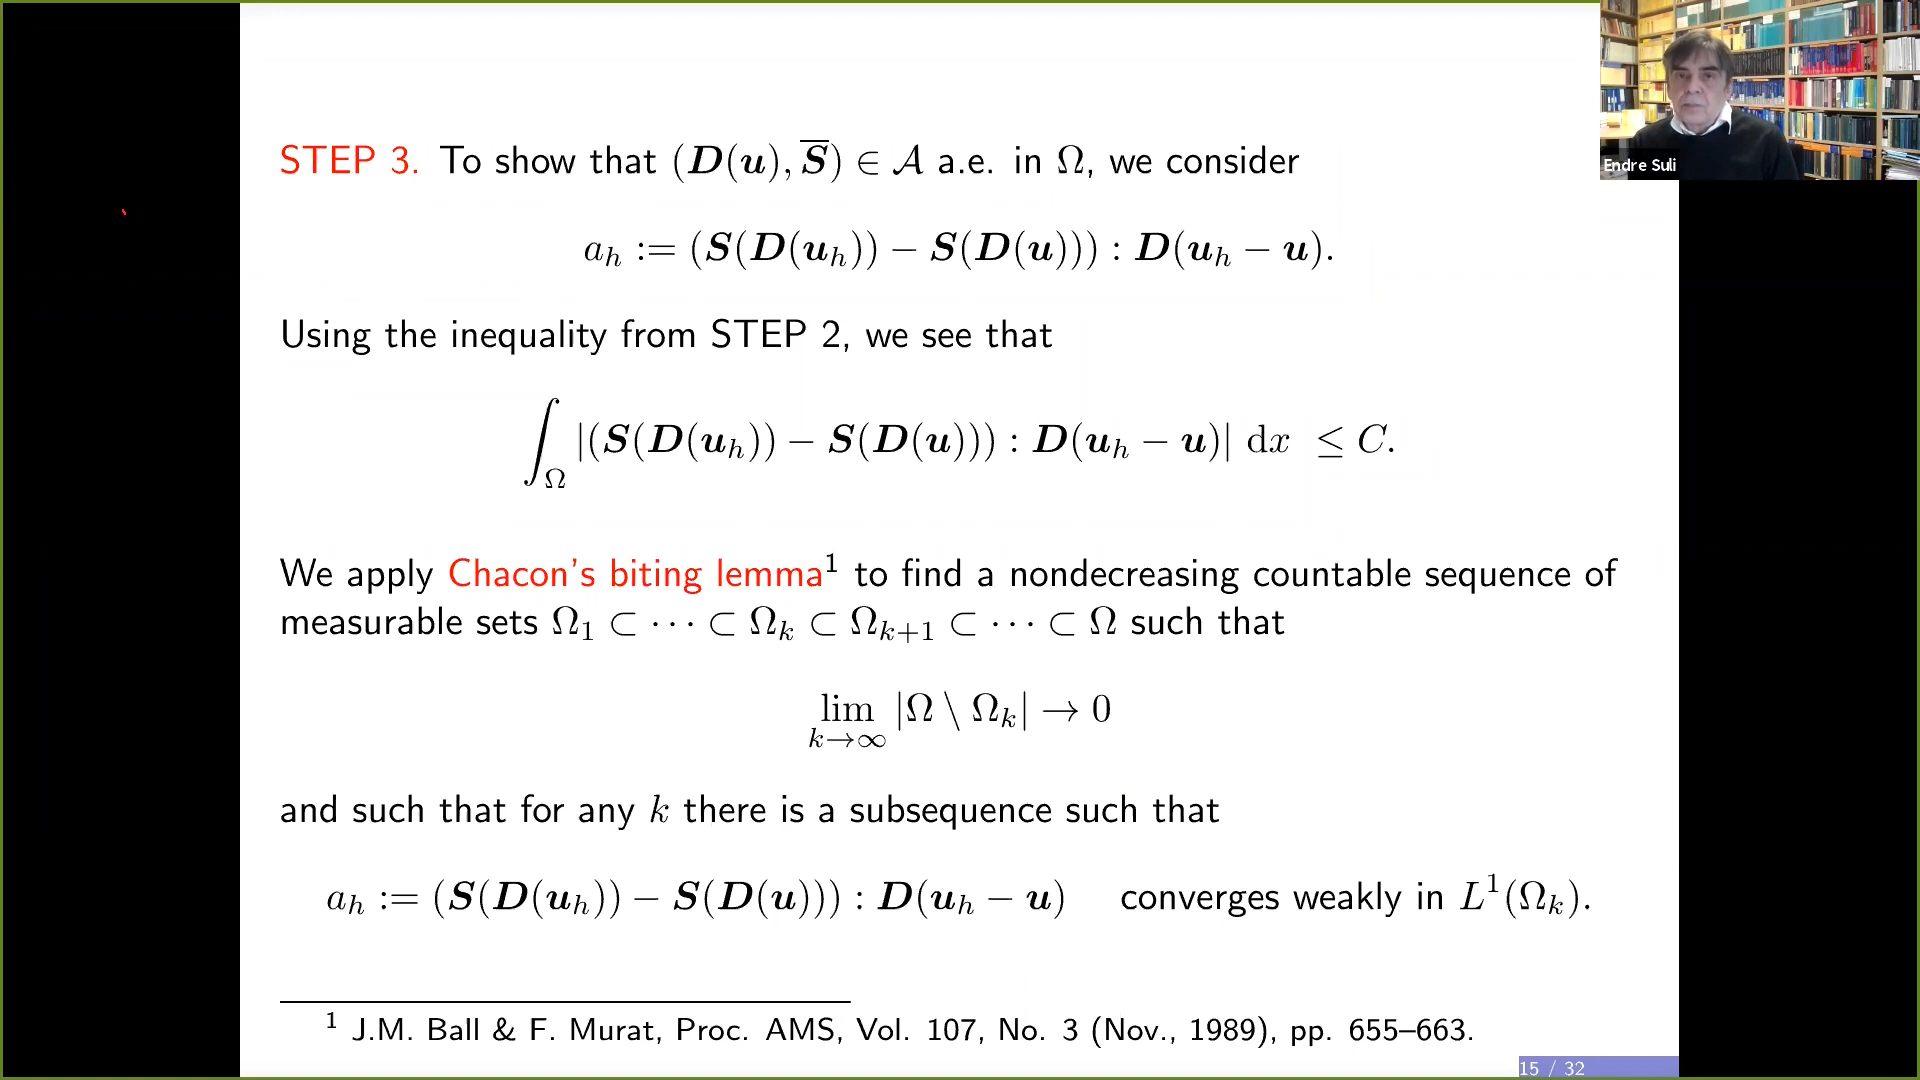 STEP 3. To show that (D(u), S̅) ∈ 𝒜 a.e. in Ω, we consider
a_h := (S(D(u_h)) − S(D(u))) : D(u_h − u).
Using the inequality from STEP 2, we see that
∫_Ω |(S(D(u_h)) − S(D(u))) : D(u_h − u)| dx ≤ C.
We apply Chacon's biting lemma¹ to find a nondecreasing countable sequence of
measurable sets Ω₁ ⊂ ··· ⊂ Ω_k ⊂ Ω_{k+1} ⊂ ··· ⊂ Ω such that
lim_{k→∞} |Ω \ Ω_k| → 0
and such that for any k there is a subsequence such that
a_h := (S(D(u_h)) − S(D(u))) : D(u_h − u) converges weakly in L¹(Ω_k).
¹ J.M. Ball & F. Murat, Proc. AMS, Vol. 107, No. 3 (Nov., 1989), pp. 655–663.
15 / 32
Endre Suli